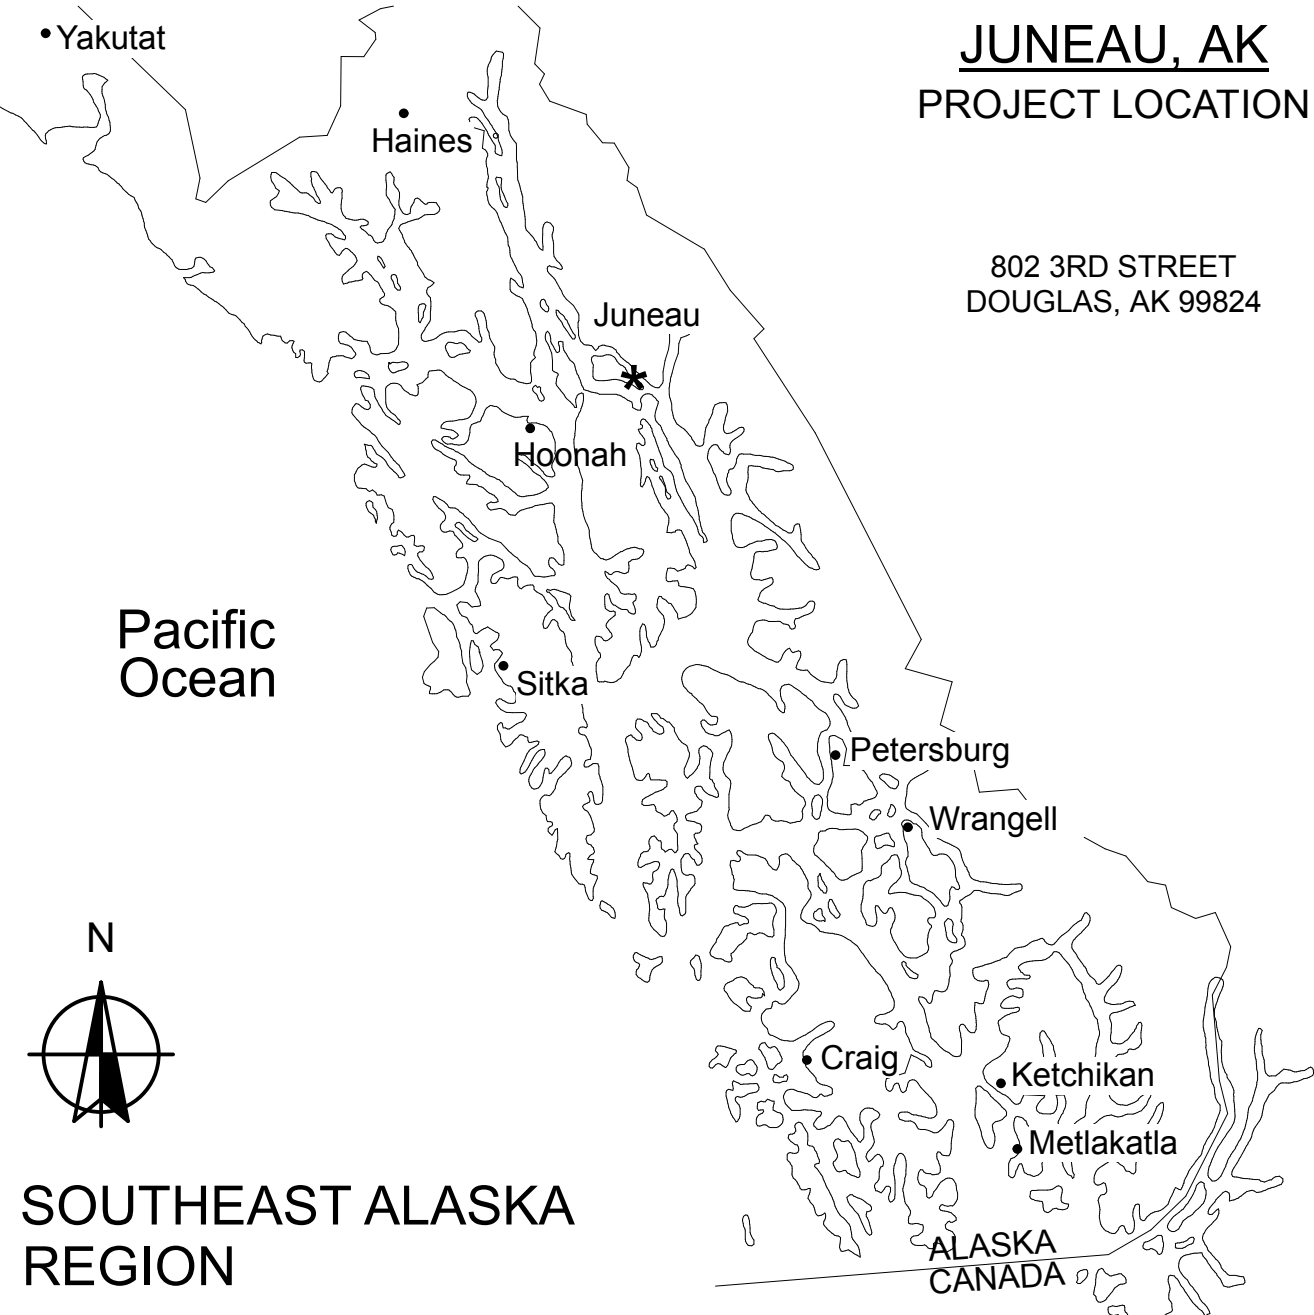 Yakutat
JUNEAU, AK
PROJECT LOCATION
Haines
802 3RD STREET
DOUGLAS, AK 99824
Juneau
Hoonah
Pacific
Ocean
Sitka
Petersburg
Wrangell
N
Craig
Ketchikan
Metlakatla
SOUTHEAST ALASKA
REGION
ALASKA
CANADA